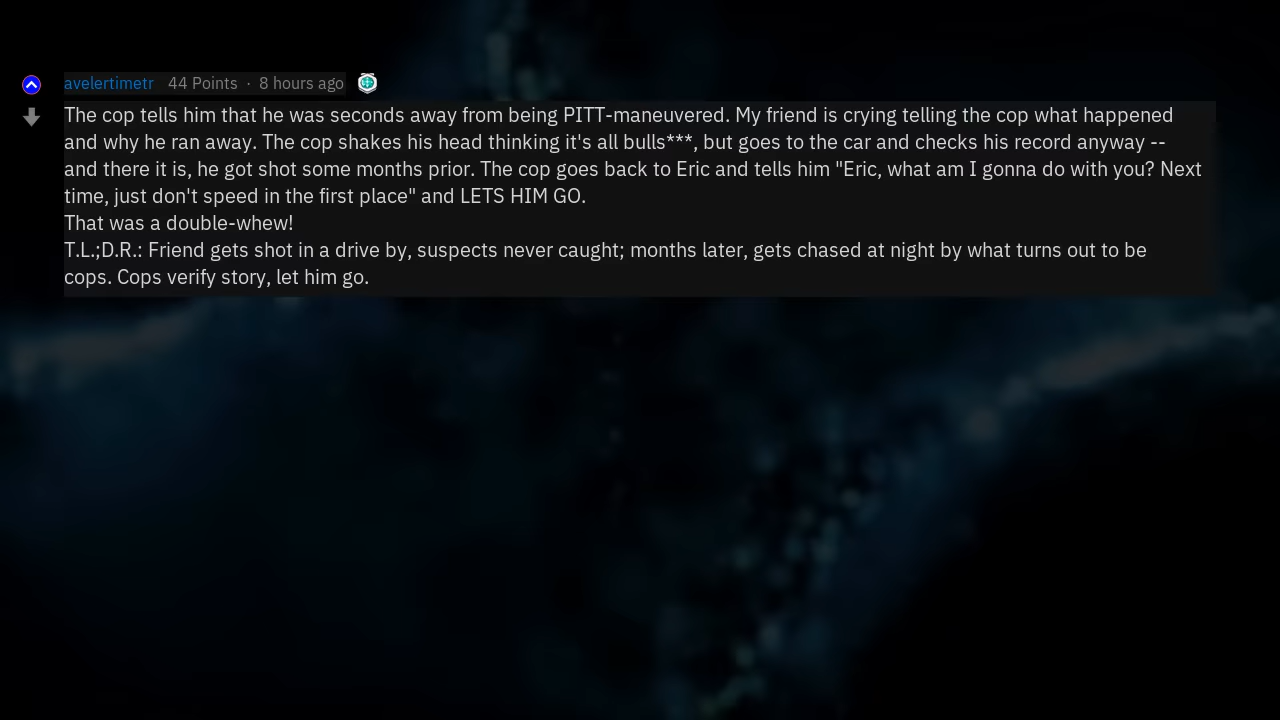 avelertimetr 44 Points · 8 hours ago
The cop tells him that he was seconds away from being PITT-maneuvered. My friend is crying telling the cop what happened
and why he ran away. The cop shakes his head thinking it's all bulls***, but goes to the car and checks his record anyway --
and there it is, he got shot some months prior. The cop goes back to Eric and tells him "Eric, what am I gonna do with you? Next
time, just don't speed in the first place" and LETS HIM GO.
That was a double-whew!
T.L.;D.R.: Friend gets shot in a drive by, suspects never caught; months later, gets chased at night by what turns out to be
cops. Cops verify story, let him go.